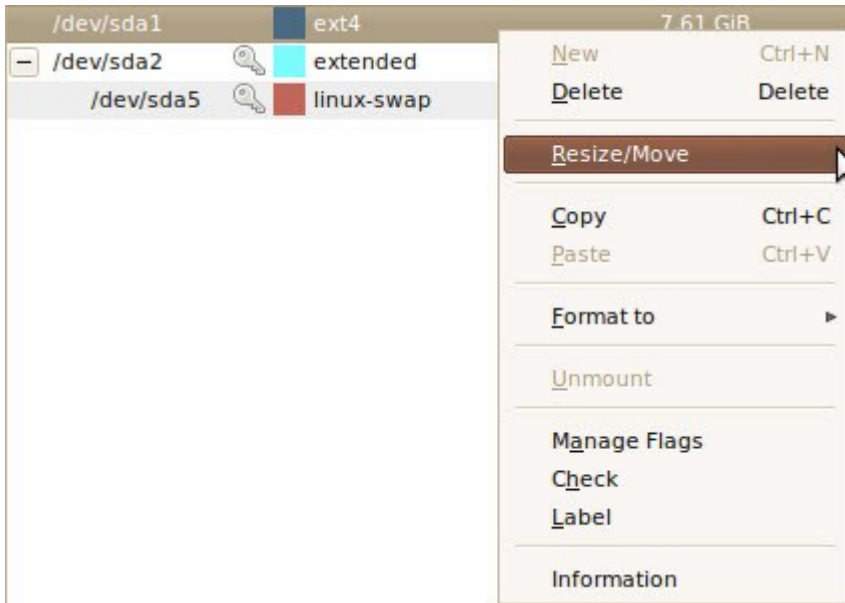 /dev/sda1 ext4 7.61 GiB
/dev/sda2 extended
/dev/sda5 linux-swap
New Ctrl+N
Delete Delete
Resize/Move
Copy Ctrl+C
Paste Ctrl+V
Format to
Unmount
Manage Flags
Check
Label
Information